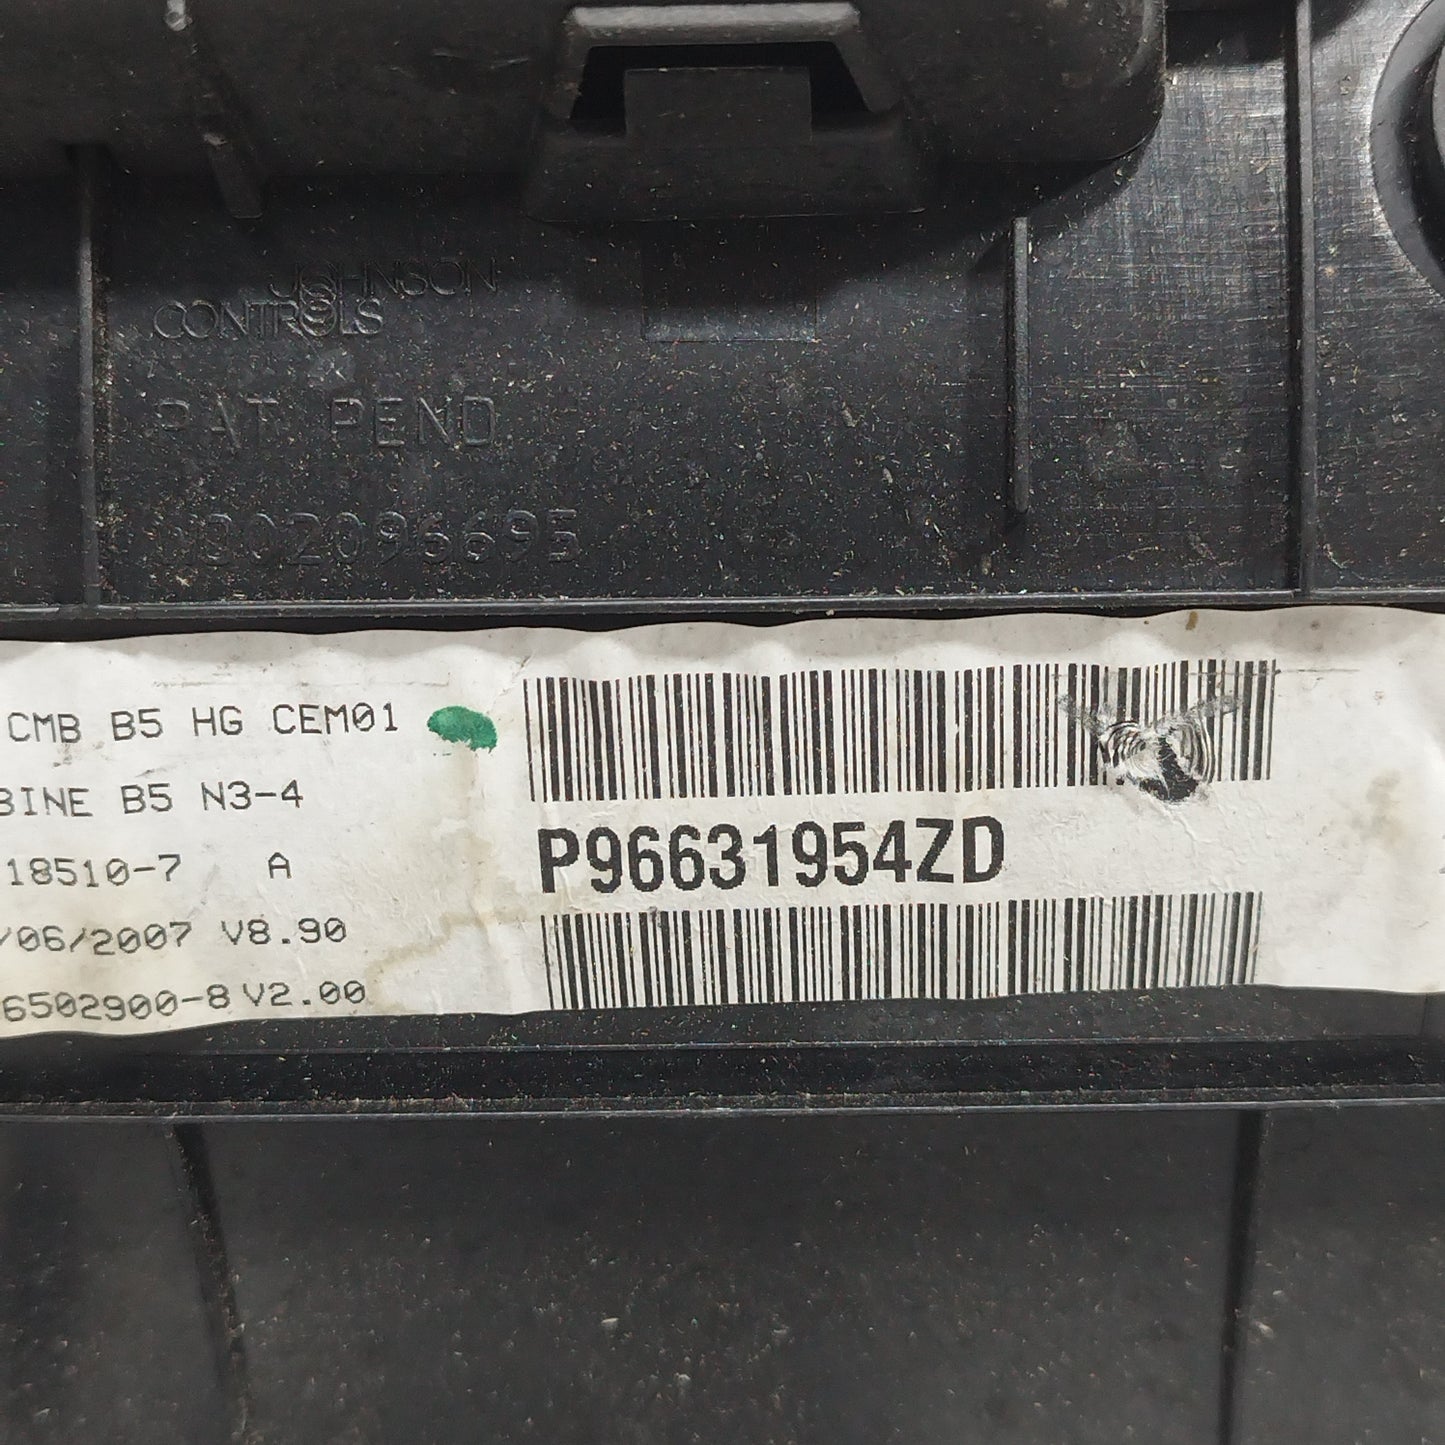 JOHNSON
CONTROLS
PAT PEND
CMB B5 HG CEM01
BINE B5 N3-4
18510-7 A
/06/2007 V8.90
6502900-8 V2.00
P96631954ZD